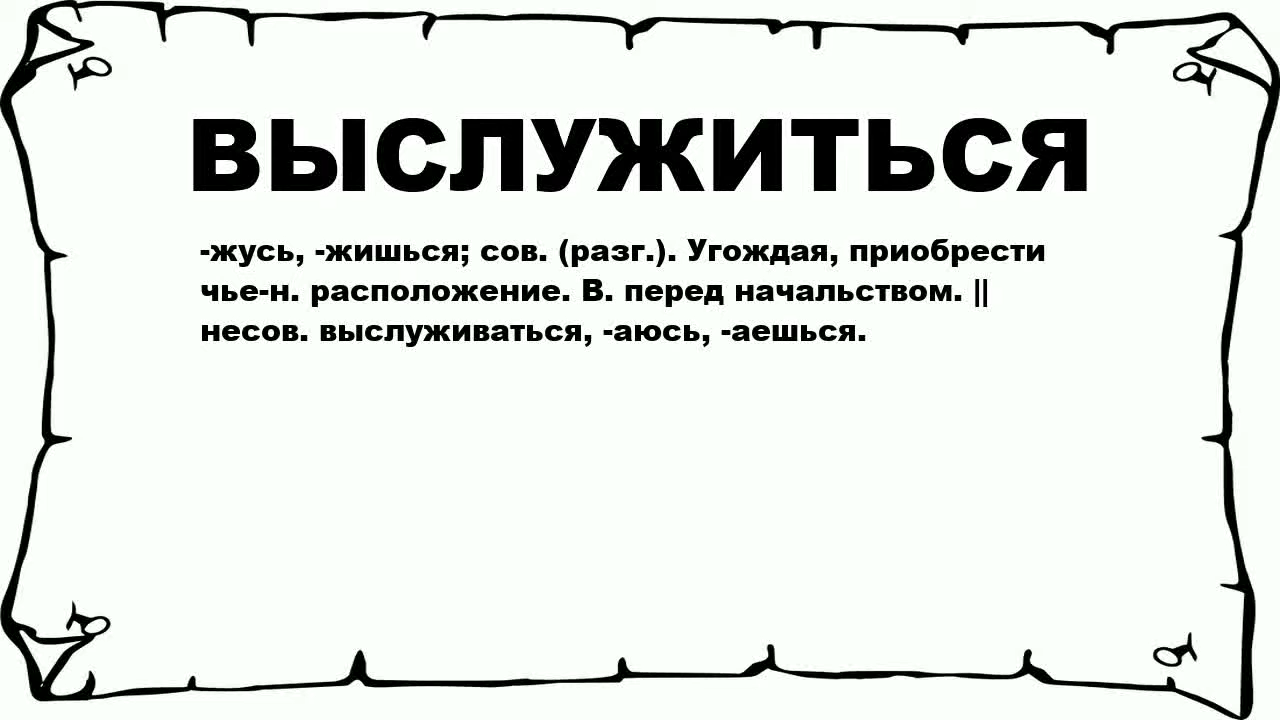 ВЫСЛУЖИТЬСЯ
-жусь, -жишься; сов. (разг.). Угождая, приобрести
чье-н. расположение. В. перед начальством. ||
несов. выслуживаться, -аюсь, -аешься.